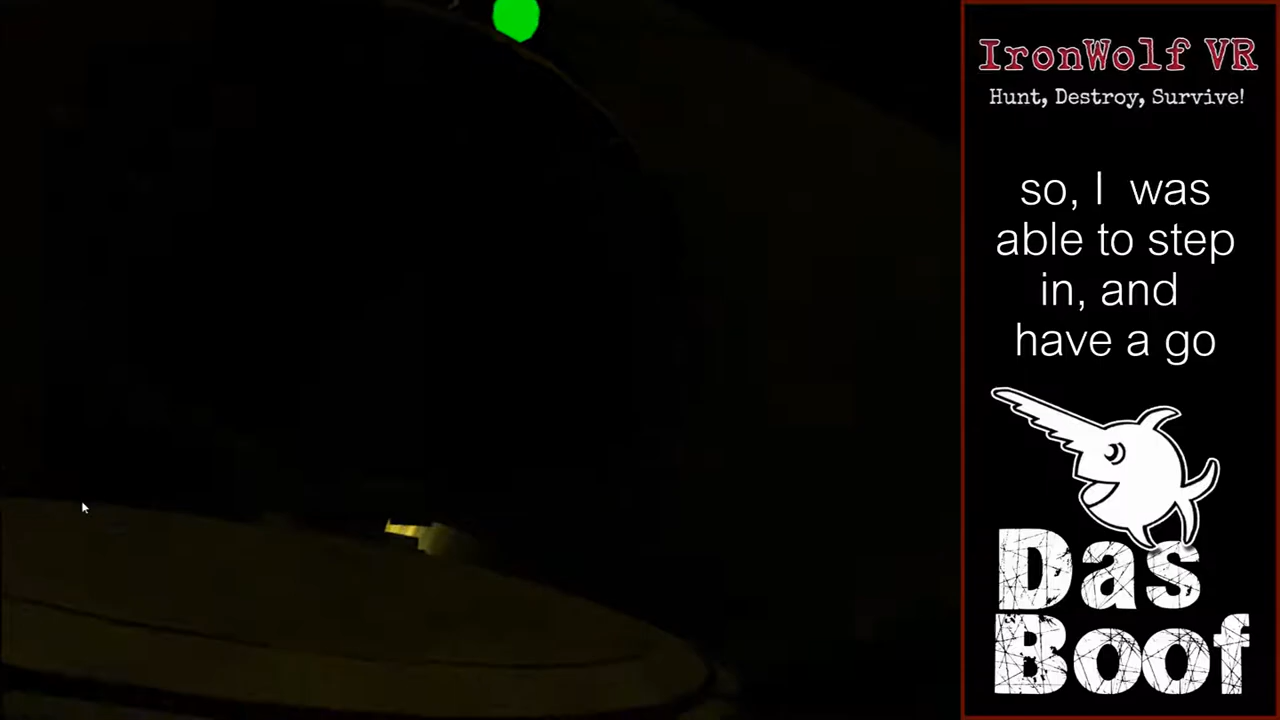 IronWolf VR
Hunt, Destroy, Survive!
so, I was
able to step
in, and
have a go
Das
Boof